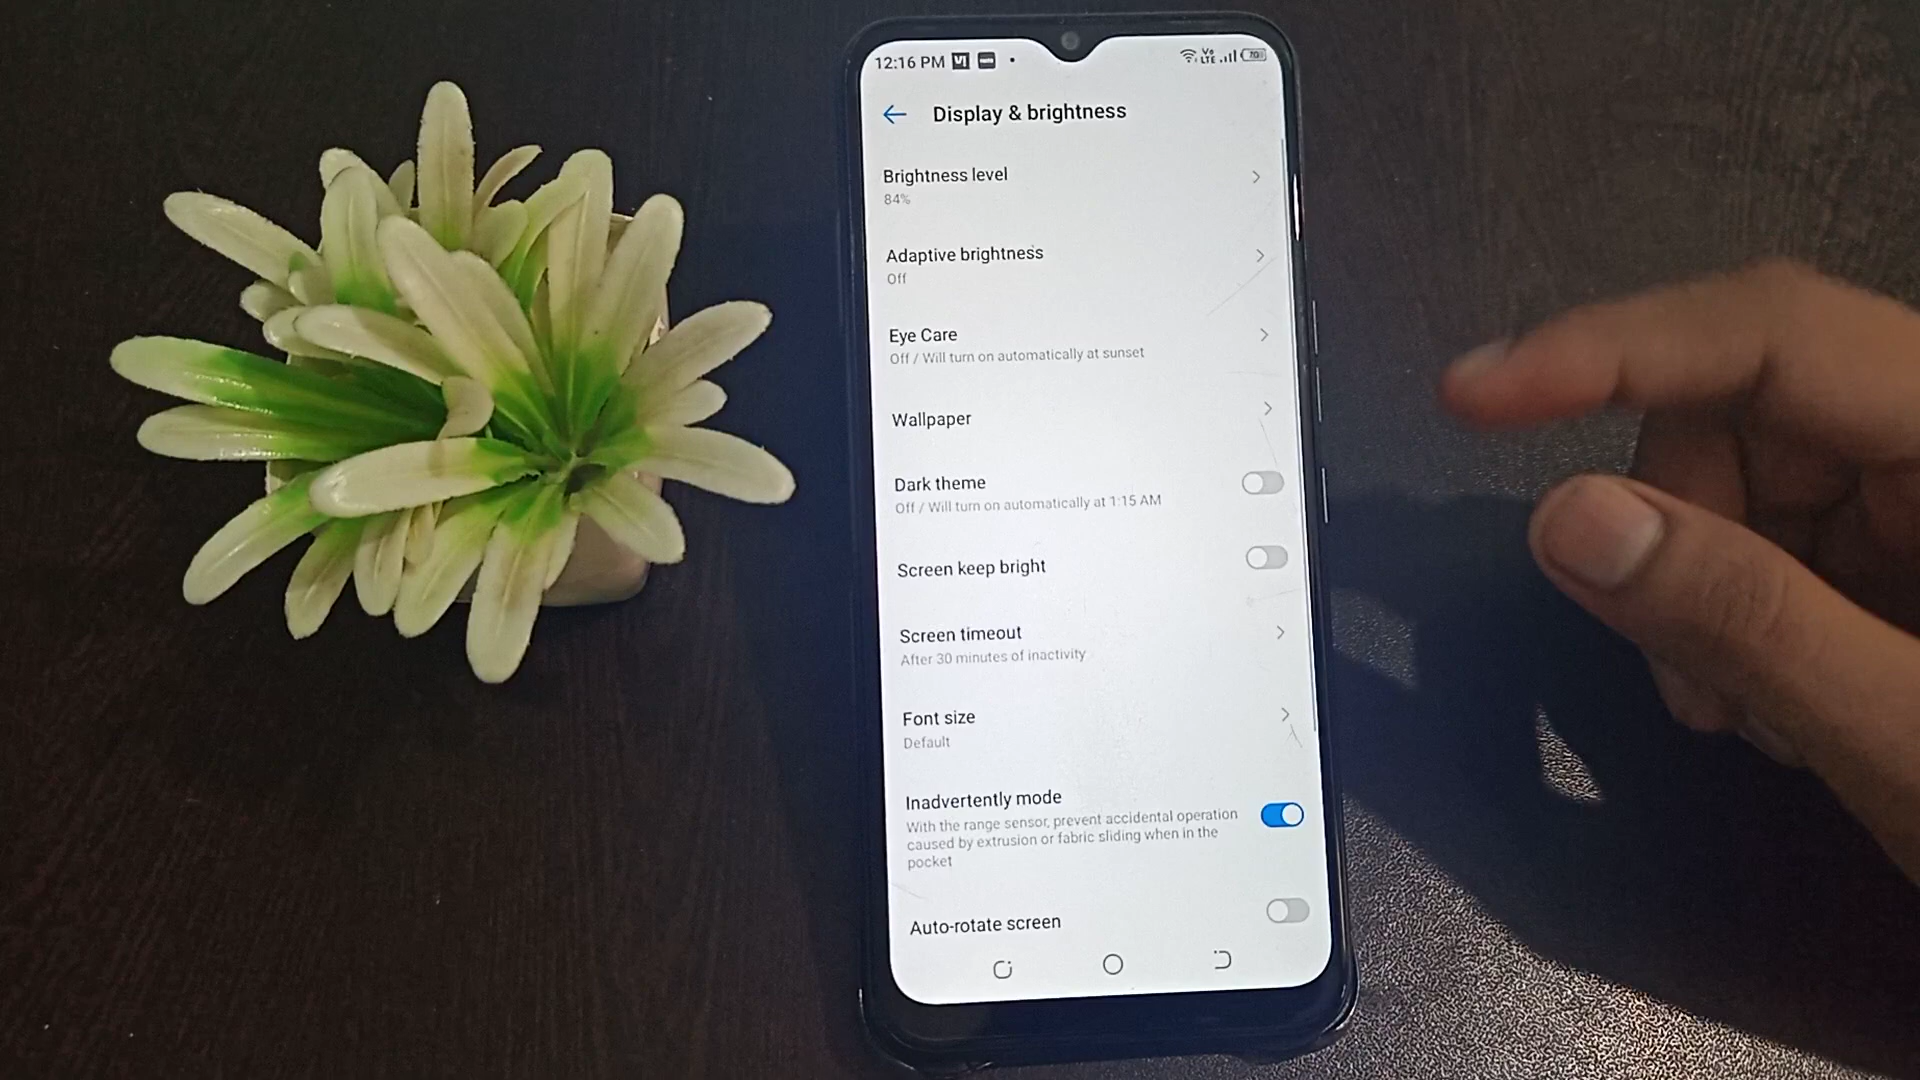 12:16 PM
Vo
LTE
70
Display & brightness
Brightness level
84%
Adaptive brightness
Off
Eye Care
Off / Will turn on automatically at sunset
Wallpaper
Dark theme
Off / Will turn on automatically at 1:15 AM
Screen keep bright
Screen timeout
After 30 minutes of inactivity
Font size
Default
Inadvertently mode
With the range sensor, prevent accidental operation
caused by extrusion or fabric sliding when in the
pocket
Auto-rotate screen